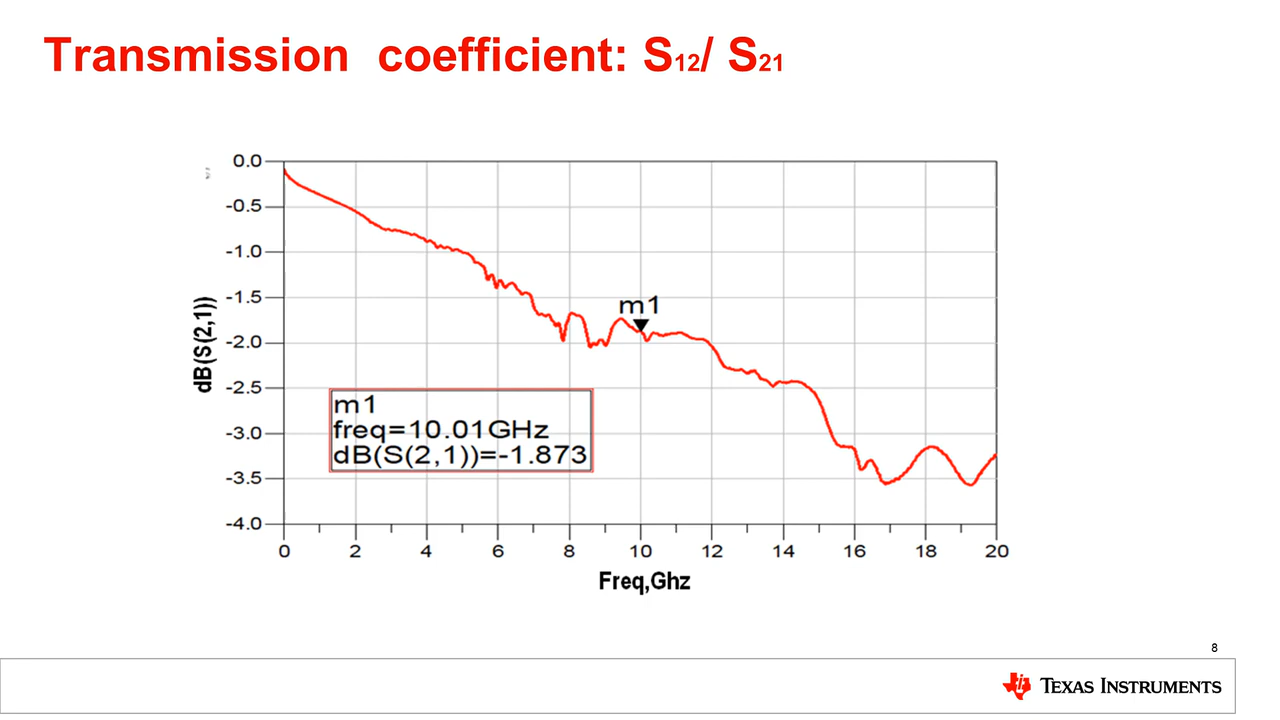 Transmission coefficient: S12/ S21
0.0
-0.5
-1.0
-1.5
-2.0
-2.5
-3.0
-3.5
-4.0
dB(S(2,1))
m1
m1
freq=10.01GHz
dB(S(2,1))=-1.873
0 2 4 6 8 10 12 14 16 18 20
Freq,Ghz
8
TEXAS INSTRUMENTS